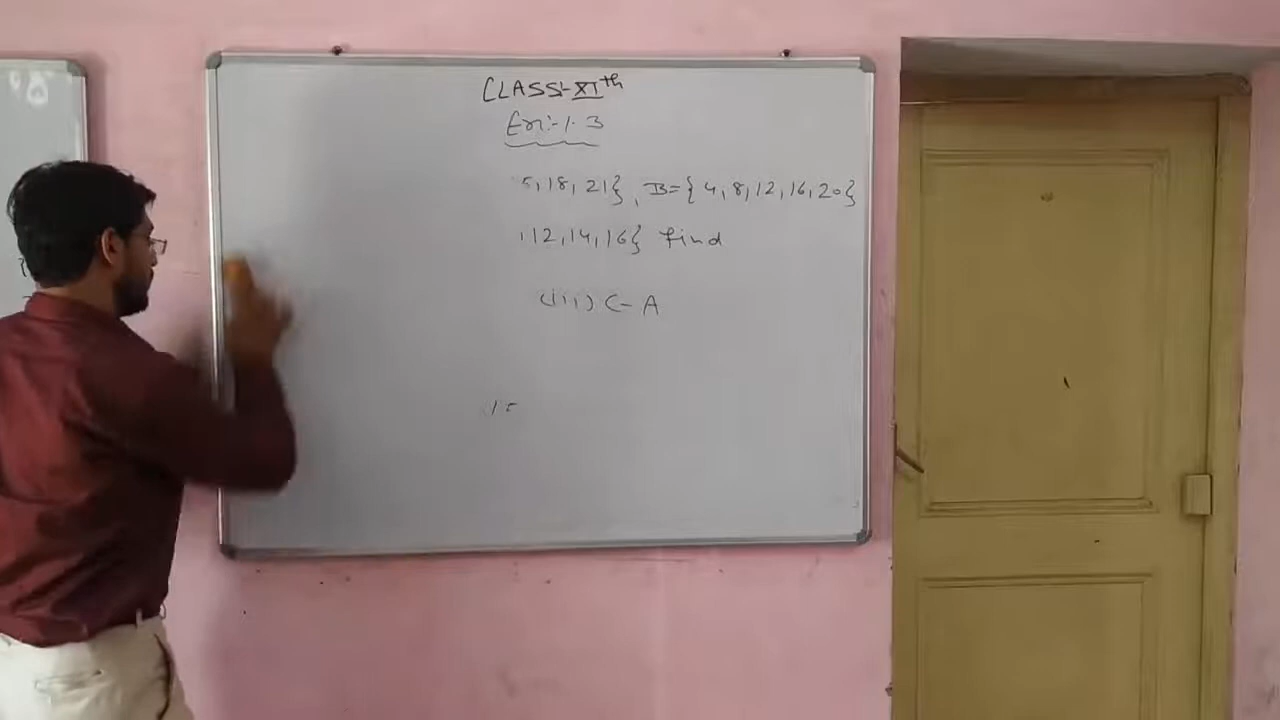 CLASS:-XIth
Ex:-1.3
5, 18, 21}, B={4, 8, 12, 16, 20}
, 12, 14, 16} find
(iii) C-A